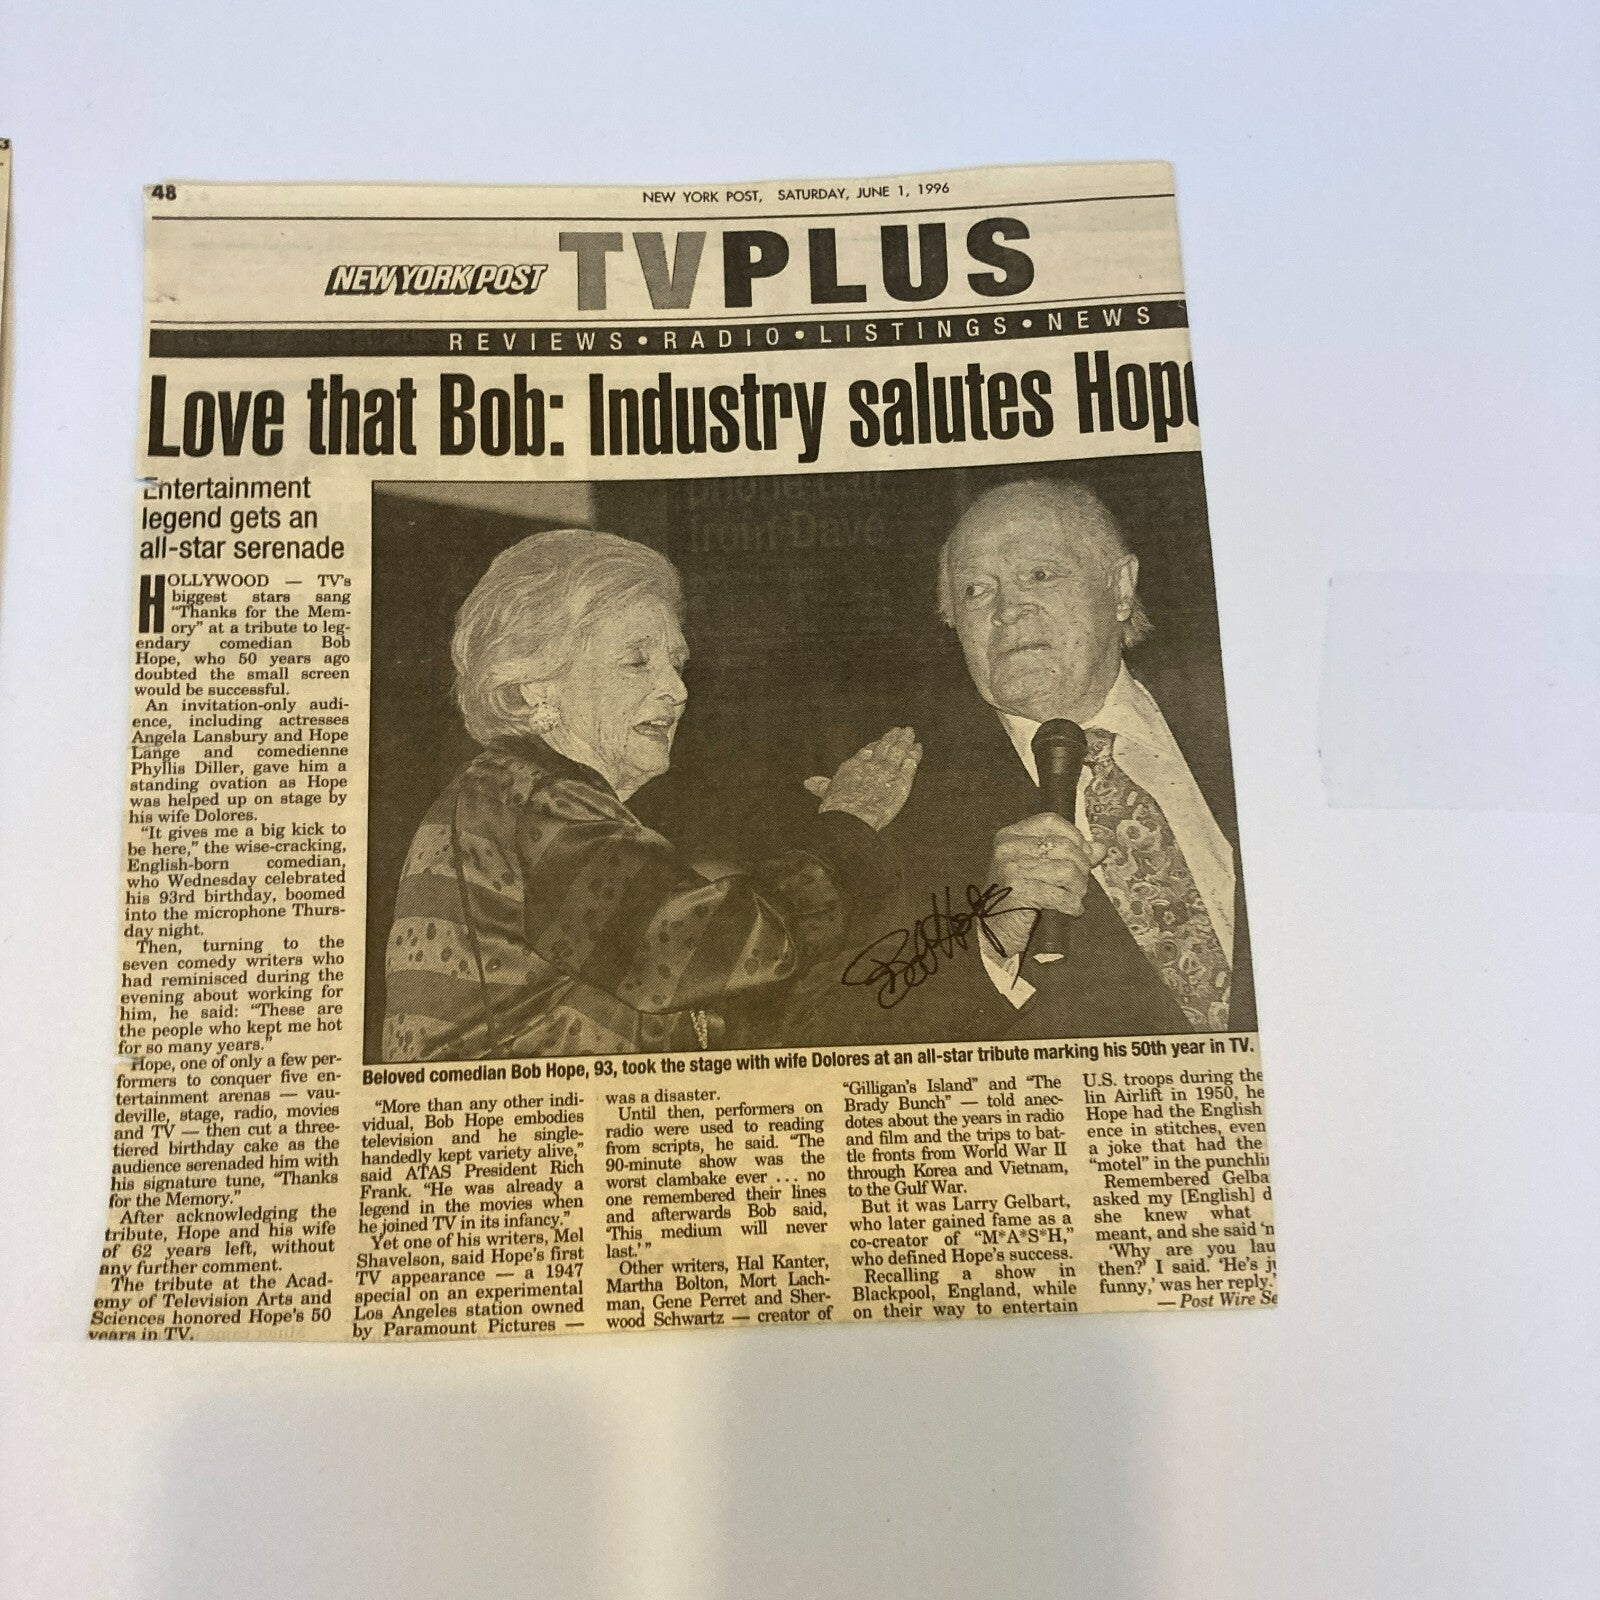 48
NEW YORK POST, SATURDAY, JUNE 1, 1996
NEW YORK POST TV PLUS
REVIEWS • RADIO • LISTINGS • NEWS
Love that Bob: Industry salutes Hope
Entertainment
legend gets an
all-star serenade
HOLLYWOOD — TV's
biggest stars sang
“Thanks for the Mem-
ory” at a tribute to leg-
endary comedian Bob
Hope, who 50 years ago
doubted the small screen
would be successful.
An invitation-only audi-
ence, including actresses
Angela Lansbury and Hope
Lange and comedienne
Phyllis Diller, gave him a
standing ovation as Hope
was helped up on stage by
his wife Dolores.
“It gives me a big kick to
be here,” the wise-cracking,
English-born comedian,
who Wednesday celebrated
his 93rd birthday, boomed
into the microphone Thurs-
day night.
Then, turning to the
seven comedy writers who
had reminisced during the
evening about working for
him, he said: “These are
the people who kept me hot
for so many years.”
Hope, one of only a few per-
formers to conquer five en-
tertainment arenas — vau-
deville, stage, radio, movies
and TV — then cut a three-
tiered birthday cake as the
audience serenaded him with
his signature tune, “Thanks
for the Memory.”
After acknowledging the
tribute, Hope and his wife
of 62 years left, without
any further comment.
The tribute at the Acad-
emy of Television Arts and
Sciences honored Hope's 50
years in TV.
Bob Hope
Beloved comedian Bob Hope, 93, took the stage with wife Dolores at an all-star tribute marking his 50th year in TV.
“More than any other indi-
vidual, Bob Hope embodies
television and he single-
handedly kept variety alive,”
said ATAS President Rich
Frank. “He was already a
legend in the movies when
he joined TV in its infancy.”
Yet one of his writers, Mel
Shavelson, said Hope's first
TV appearance — a 1947
special on an experimental
Los Angeles station owned
by Paramount Pictures —
was a disaster.
Until then, performers on
radio were used to reading
from scripts, he said. “The
90-minute show was the
worst clambake ever ... no
one remembered their lines
and afterwards Bob said,
‘This medium will never
last.’ ”
Other writers, Hal Kanter,
Martha Bolton, Mort Lach-
man, Gene Perret and Sher-
wood Schwartz — creator of
“Gilligan's Island” and “The
Brady Bunch” — told anec-
dotes about the years in radio
and film and the trips to bat-
tle fronts from World War II
through Korea and Vietnam,
to the Gulf War.
But it was Larry Gelbart,
who later gained fame as a
co-creator of “M*A*S*H,”
who defined Hope's success.
Recalling a show in
Blackpool, England, while
on their way to entertain
U.S. troops during the
lin Airlift in 1950, he
Hope had the English
ence in stitches, even
a joke that had the
“motel” in the punchli
Remembered Gelba
asked my [English] d
she knew what
meant, and she said ‘n
‘Why are you lau
then?’ I said. ‘He's j
funny,’ was her reply.”
— Post Wire Se